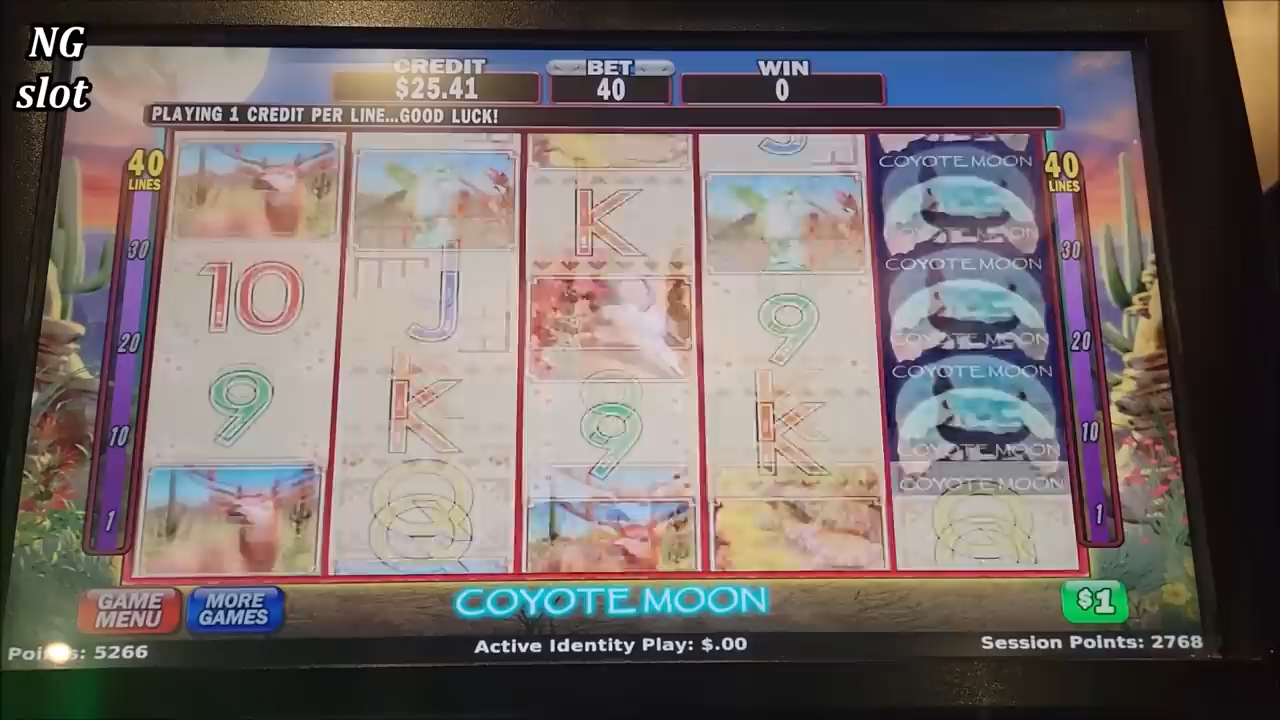 NG
slot
CREDIT BET WIN
$25.41 40 0
PLAYING 1 CREDIT PER LINE...GOOD LUCK!
40 40
LINES LINES
30 30
20 20
10 10
1 1
K
10 J 9
9 K 9 K
Q Q
COYOTE MOON
COYOTE MOON
COYOTE MOON
COYOTE MOON
COYOTE MOON
COYOTE MOON
COYOTE MOON
GAME
MENU
MORE
GAMES
COYOTE MOON
$1
Active Identity Play: $.00
Session Points: 2768